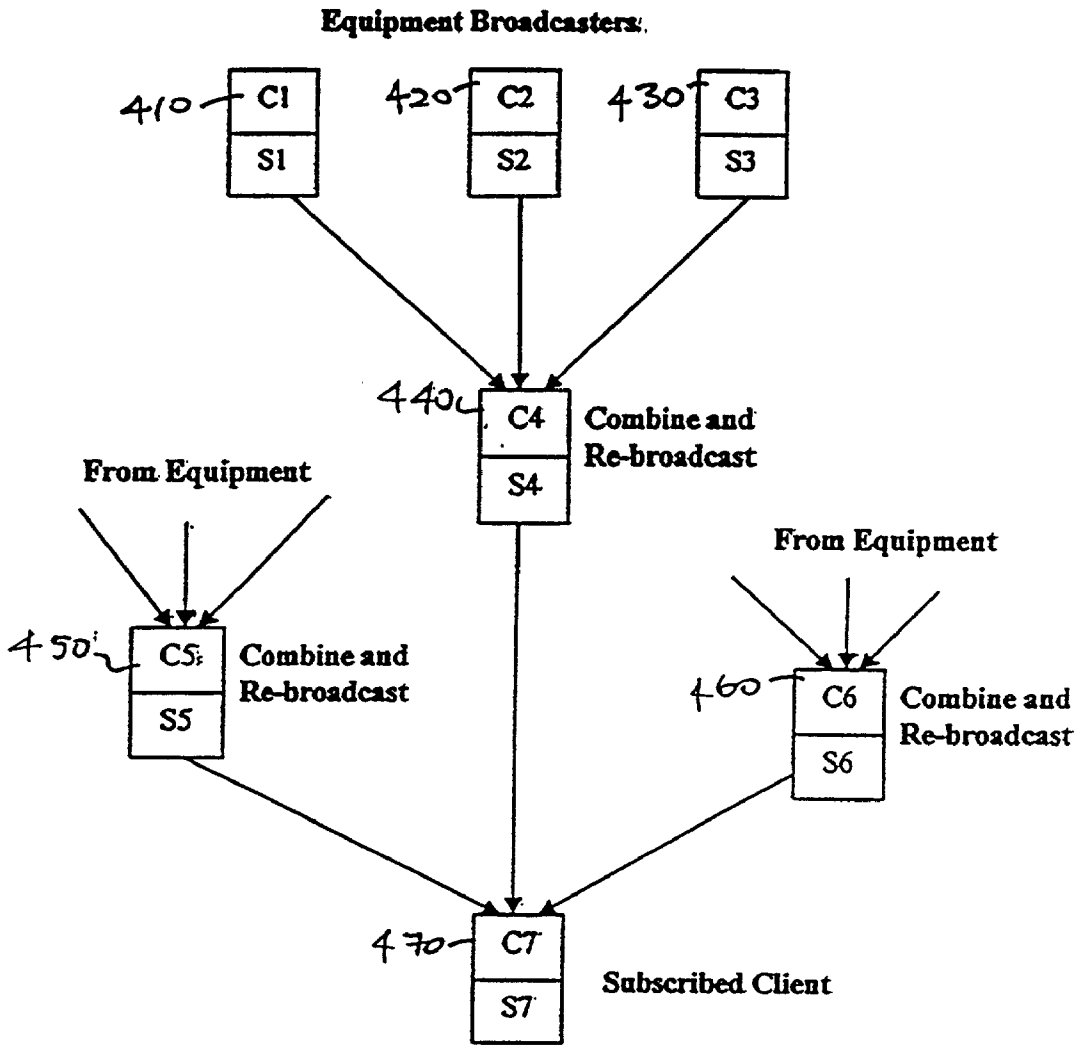 Equipment Broadcasters:
410 C1
S1
420 C2
S2
430 C3
S3
440 C4
S4
Combine and
Re-broadcast
From Equipment
450 C5
S5
Combine and
Re-broadcast
From Equipment
460 C6
S6
Combine and
Re-broadcast
470 C7
S7
Subscribed Client